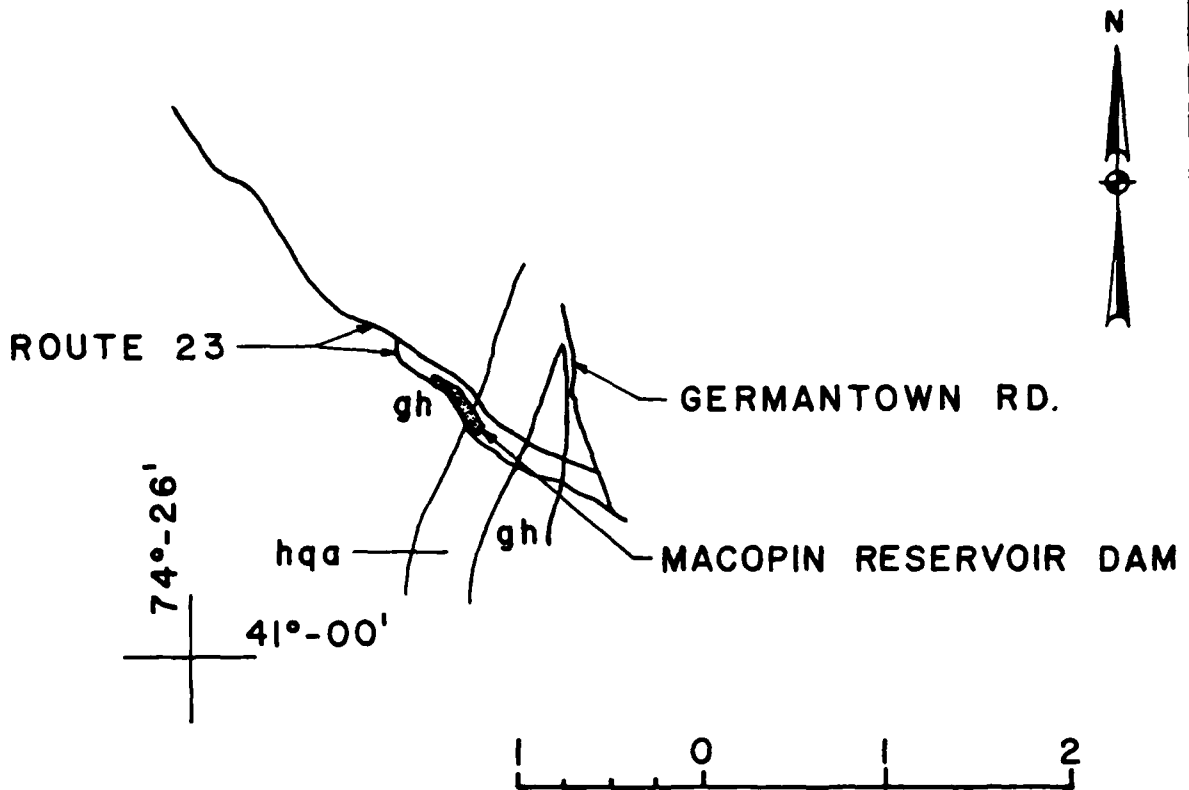 N
ROUTE 23
gh
GERMANTOWN RD.
74°-26'
gh
hqa
MACOPIN RESERVOIR DAM
41°-00'
1 0 1 2